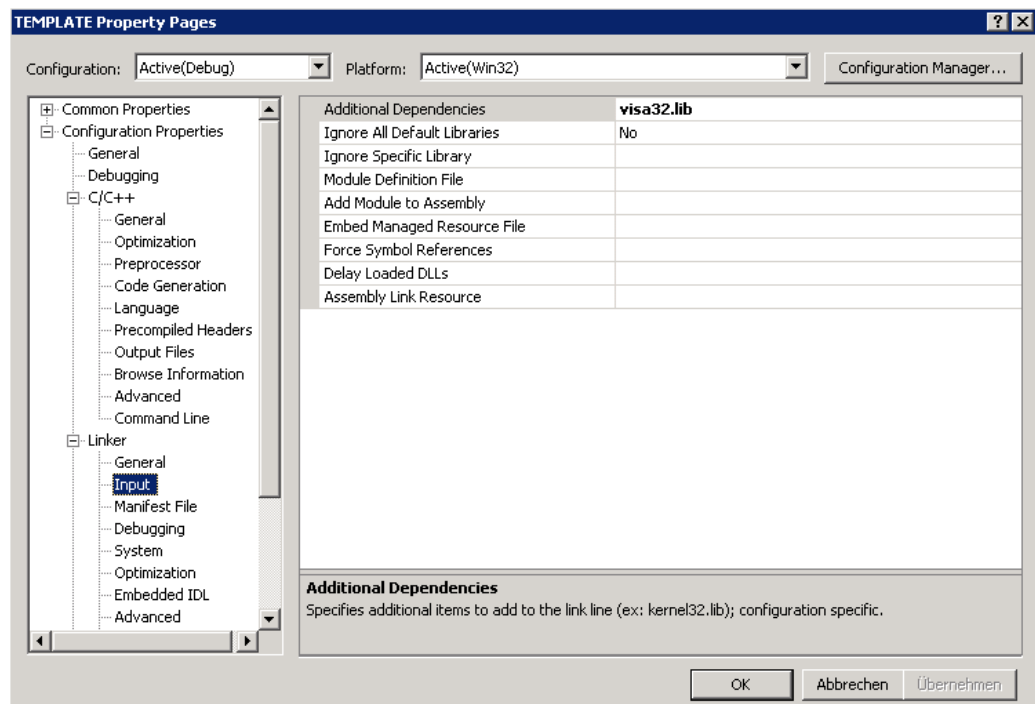 TEMPLATE Property Pages
Configuration: Active(Debug) Platform: Active(Win32) Configuration Manager...
Common Properties
Configuration Properties
General
Debugging
C/C++
General
Optimization
Preprocessor
Code Generation
Language
Precompiled Headers
Output Files
Browse Information
Advanced
Command Line
Linker
General
Input
Manifest File
Debugging
System
Optimization
Embedded IDL
Advanced
Additional Dependencies visa32.lib
Ignore All Default Libraries No
Ignore Specific Library
Module Definition File
Add Module to Assembly
Embed Managed Resource File
Force Symbol References
Delay Loaded DLLs
Assembly Link Resource
Additional Dependencies
Specifies additional items to add to the link line (ex: kernel32.lib); configuration specific.
OK Abbrechen Übernehmen